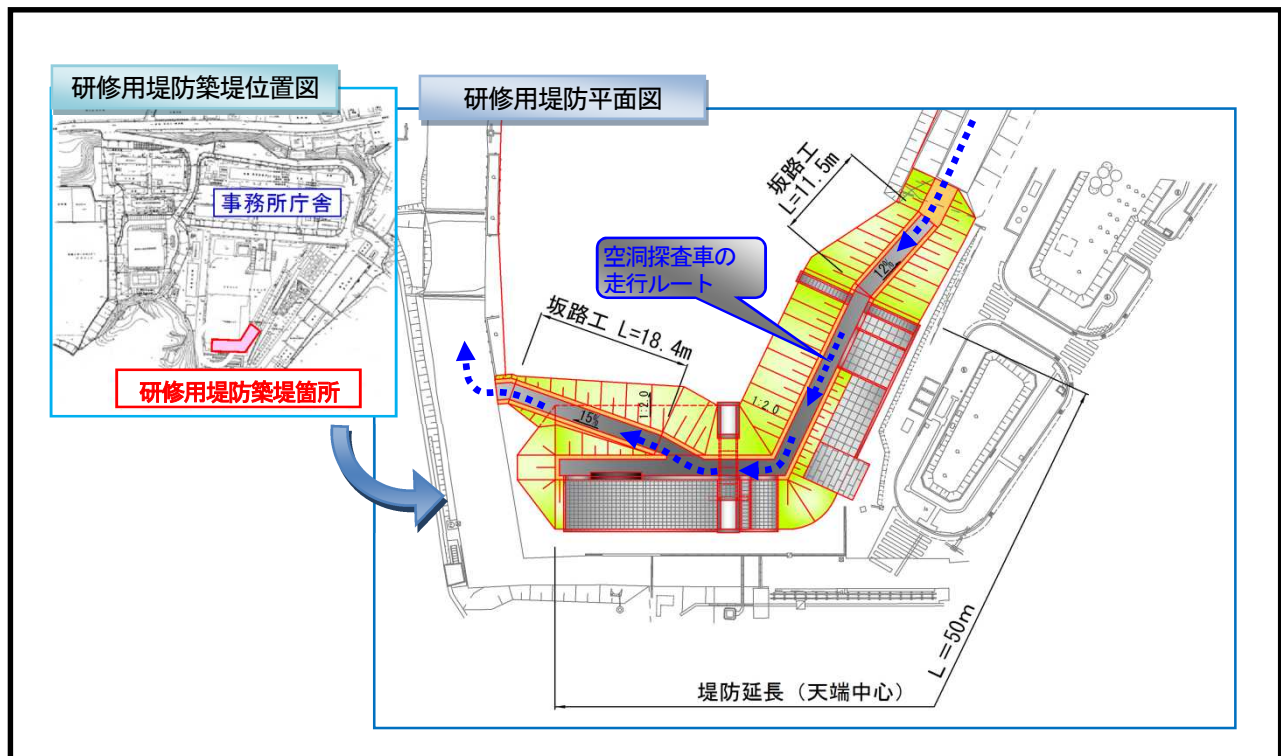 研修用堤防築堤位置図
事務所庁舎
研修用堤防築堤箇所
研修用堤防平面図
坂路工
L=11.5m
12%
空洞探査車の
走行ルート
坂路工 L=18.4m
1:2.0
15%
1:2.0
L=50m
堤防延長（天端中心）